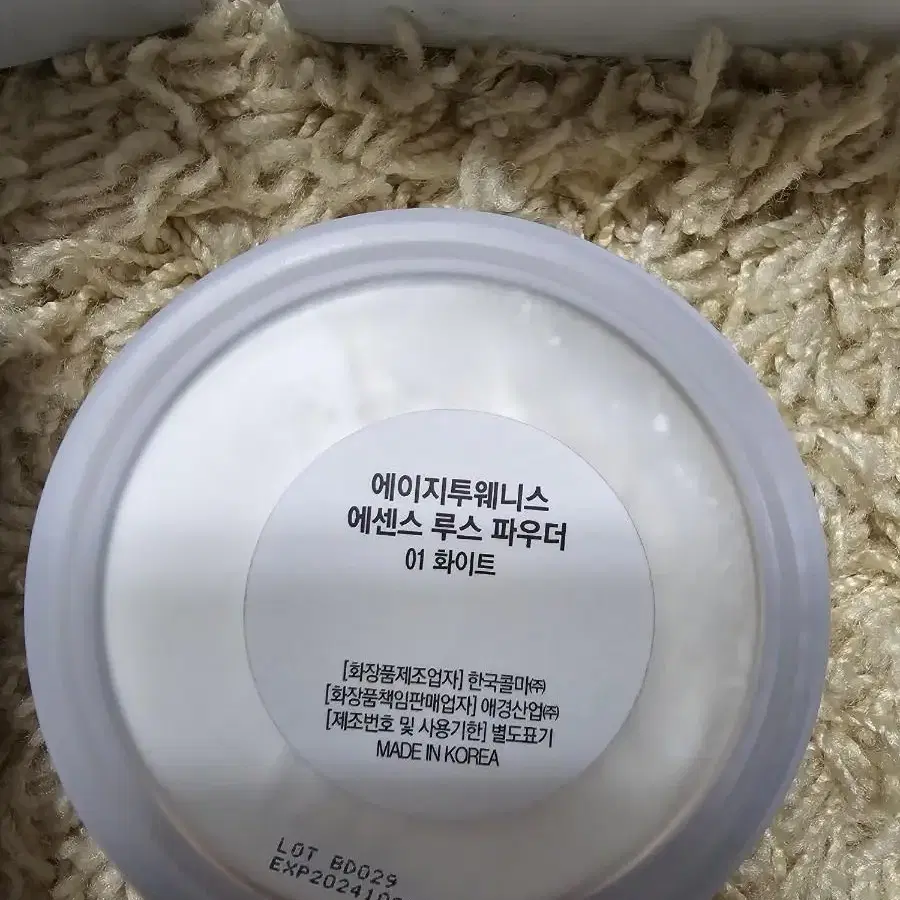 에이지투웨니스
에센스 루스 파우더
01 화이트
[화장품제조업자] 한국콜마㈜
[화장품책임판매업자] 애경산업㈜
[제조번호 및 사용기한] 별도표기
MADE IN KOREA
LOT BD029